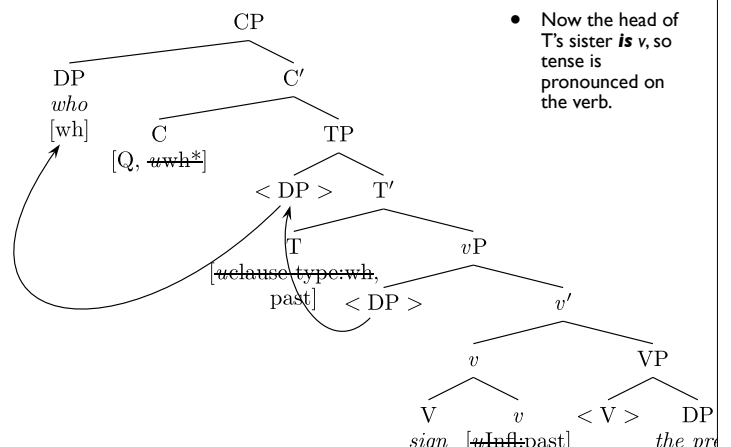 CP
DP C′
who
[wh] C TP
[Q, uwh*]
< DP > T′
T vP
[uclause type:wh,
past] < DP > v′
v VP
V v < V > DP
sign [uInfl:past] the
• Now the head of
T's sister is v, so
tense is
pronounced on
the verb.